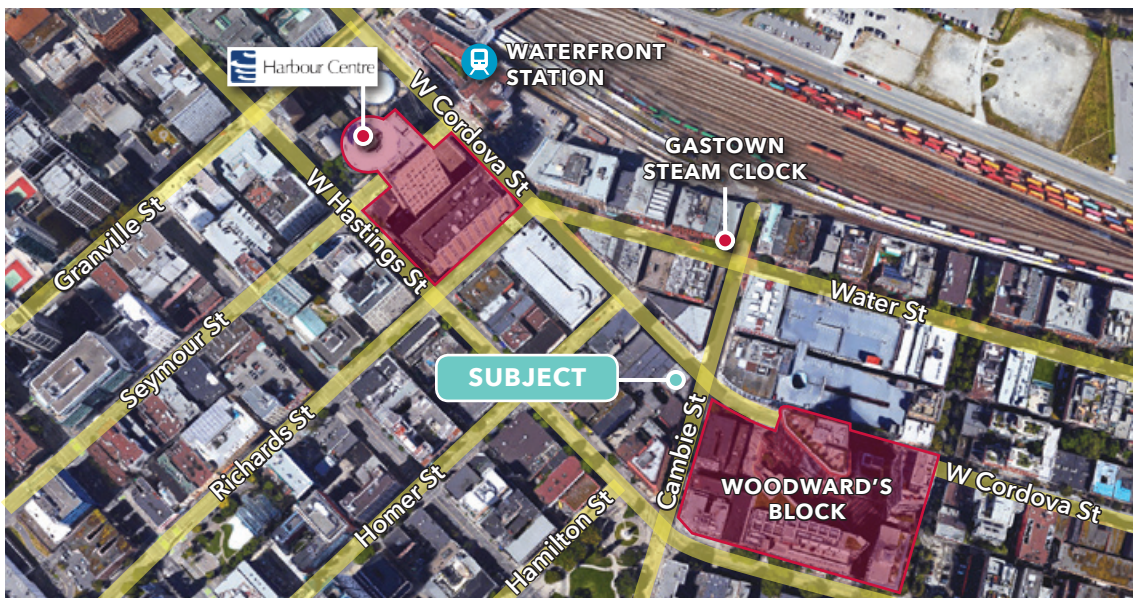 Harbour Centre
WATERFRONT
STATION
W Cordova St
GASTOWN
STEAM CLOCK
W Hastings St
Granville St
Water St
Seymour St
SUBJECT
Richards St
Cambie St
Homer St
Hamilton St
WOODWARD'S
BLOCK
W Cordova St